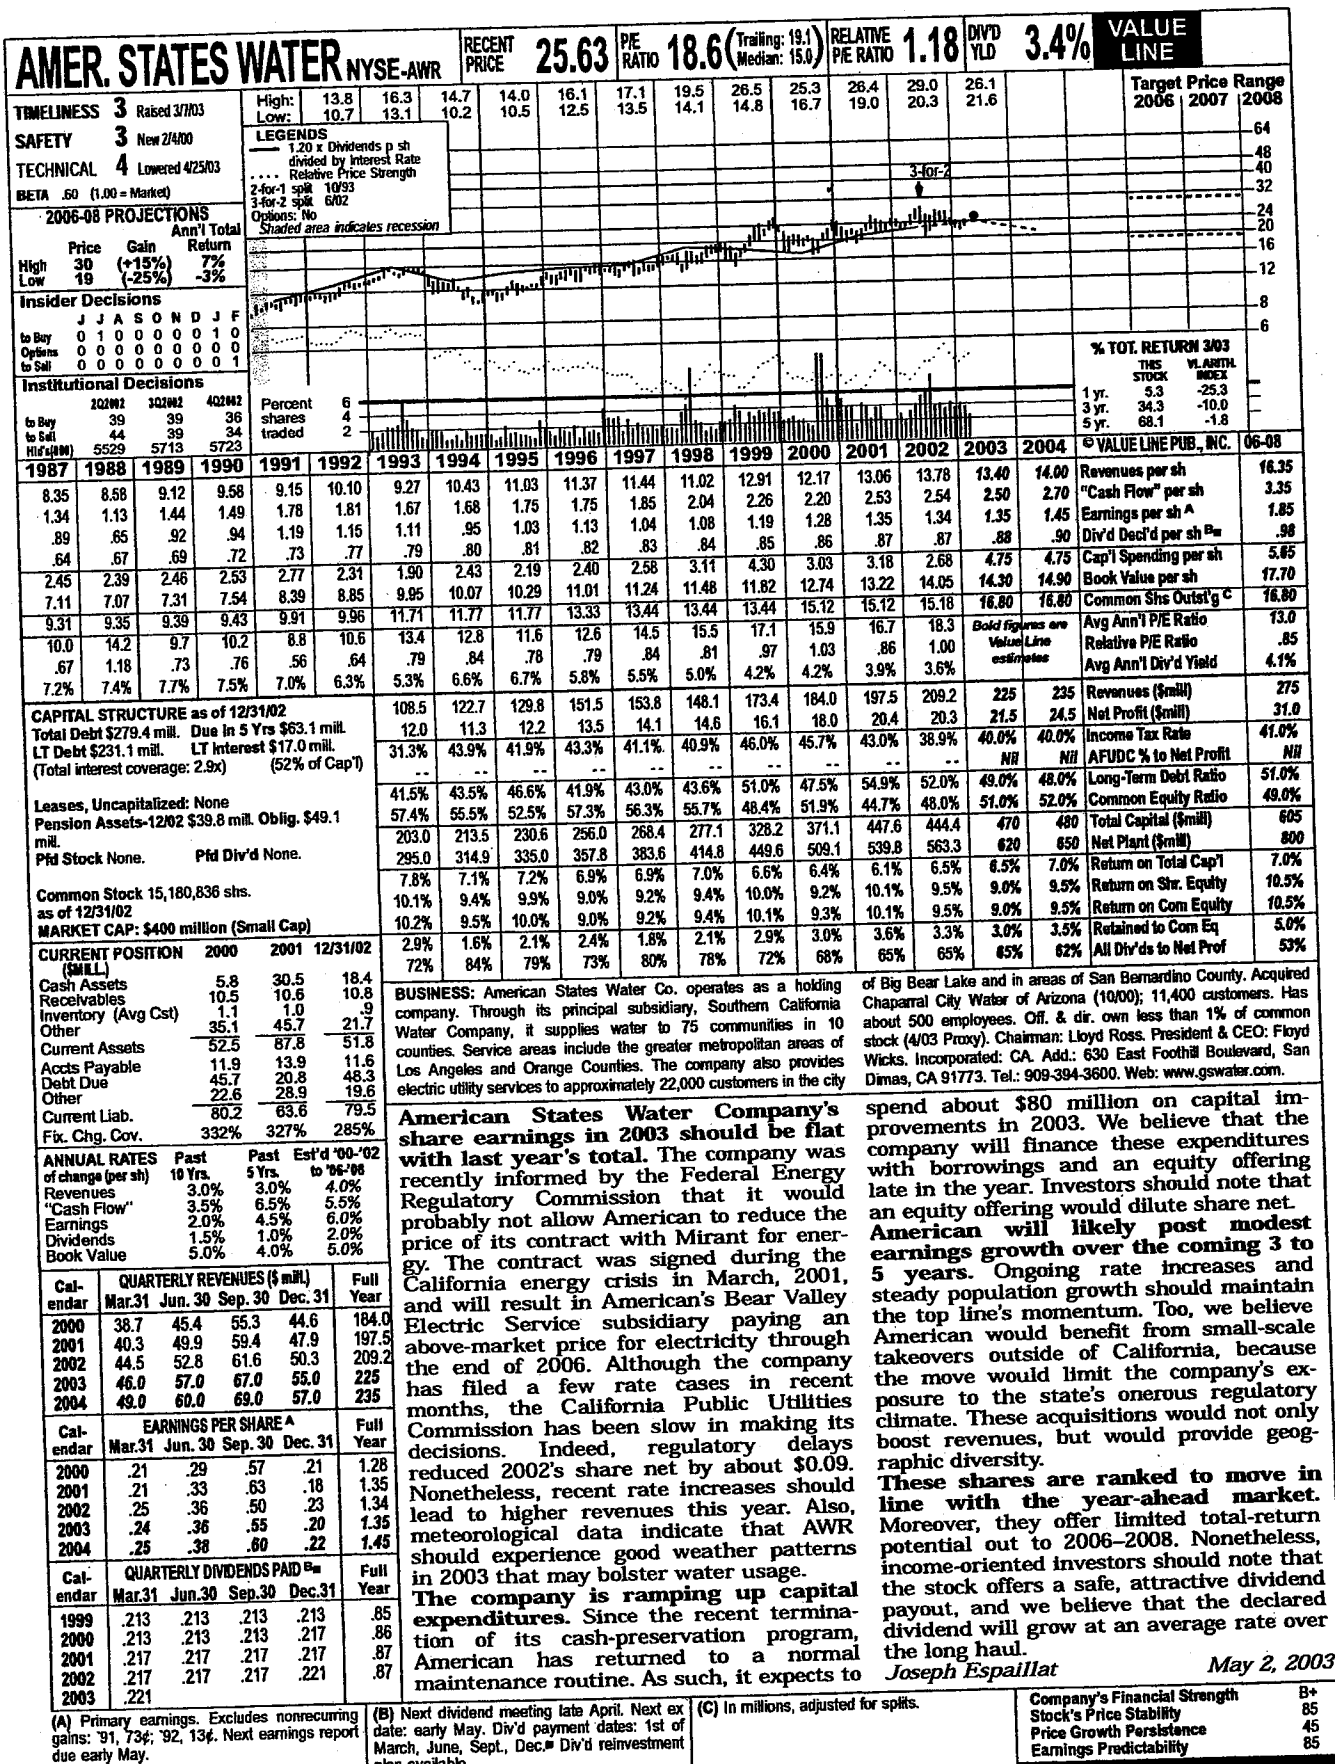 AMER. STATES WATER NYSE-AWR
RECENT PRICE 25.63
P/E RATIO 18.6 (Trailing: 19.1 Median: 15.0)
RELATIVE P/E RATIO 1.18
DIV'D YLD 3.4%
VALUE LINE
TIMELINESS 3 Raised 3/7/03
SAFETY 3 New 2/4/00
TECHNICAL 4 Lowered 4/25/03
BETA .60 (1.00 = Market)
High: 13.8 16.3 14.7 14.0 16.1 17.1 19.5 26.5 25.3 26.4 29.0 26.1
Low: 10.7 13.1 10.2 10.5 12.5 13.5 14.1 14.8 16.7 19.0 20.3 21.6
Target Price Range
2006 2007 2008
64
48
40
32
24
20
16
12
8
6
LEGENDS
1.20 x Dividends p sh
divided by Interest Rate
.... Relative Price Strength
2-for-1 split 10/93
3-for-2 split 6/02
Options: No
Shaded area indicates recession
3-for-2
2006-08 PROJECTIONS
Ann'l Total
Price Gain Return
High 30 (+15%) 7%
Low 19 (-25%) -3%
Insider Decisions
J J A S O N D J F
to Buy 0 1 0 0 0 0 0 1 0
Options 0 0 0 0 0 0 0 0 0
to Sell 0 0 0 0 0 0 0 0 1
Institutional Decisions
2Q2002 3Q2002 4Q2002
to Buy 39 39 36
to Sell 44 39 34
Hld's(000) 5529 5713 5723
Percent shares traded
6
4
2
% TOT. RETURN 3/03
THIS STOCK VL ARITH. INDEX
1 yr. 5.3 -25.3
3 yr. 34.3 -10.0
5 yr. 68.1 -1.8
1987 1988 1989 1990 1991 1992 1993 1994 1995 1996 1997 1998 1999 2000 2001 2002 2003 2004 © VALUE LINE PUB., INC. 06-08
8.35 8.58 9.12 9.58 9.15 10.10 9.27 10.43 11.03 11.37 11.44 11.02 12.91 12.17 13.06 13.78 13.40 14.00 Revenues per sh 16.35
1.34 1.13 1.44 1.49 1.78 1.81 1.67 1.68 1.75 1.75 1.85 2.04 2.26 2.20 2.53 2.54 2.50 2.70 "Cash Flow" per sh 3.35
.89 .65 .92 .94 1.19 1.15 1.11 .95 1.03 1.13 1.04 1.08 1.19 1.28 1.35 1.34 1.35 1.45 Earnings per sh A 1.85
.64 .67 .69 .72 .73 .77 .79 .80 .81 .82 .83 .84 .85 .86 .87 .87 .88 .90 Div'd Decl'd per sh B■ .98
2.45 2.39 2.46 2.53 2.77 2.31 1.90 2.43 2.19 2.40 2.58 3.11 4.30 3.03 3.18 2.68 4.75 4.75 Cap'l Spending per sh 5.65
7.11 7.07 7.31 7.54 8.39 8.85 9.95 10.07 10.29 11.01 11.24 11.48 11.82 12.74 13.22 14.05 14.30 14.90 Book Value per sh 17.70
9.31 9.35 9.39 9.43 9.91 9.96 11.71 11.77 11.77 13.33 13.44 13.44 13.44 15.12 15.12 15.18 16.80 16.80 Common Shs Outst'g C 16.80
10.0 14.2 9.7 10.2 8.8 10.6 13.4 12.8 11.6 12.6 14.5 15.5 17.1 15.9 16.7 18.3 Bold figures are Avg Ann'l P/E Ratio 13.0
.67 1.18 .73 .76 .56 .64 .79 .84 .78 .79 .84 .81 .97 1.03 .86 1.00 Value Line Relative P/E Ratio .85
7.2% 7.4% 7.7% 7.5% 7.0% 6.3% 5.3% 6.6% 6.7% 5.8% 5.5% 5.0% 4.2% 4.2% 3.9% 3.6% estimates Avg Ann'l Div'd Yield 4.1%
108.5 122.7 129.8 151.5 153.8 148.1 173.4 184.0 197.5 209.2 225 235 Revenues ($mill) 275
12.0 11.3 12.2 13.5 14.1 14.6 16.1 18.0 20.4 20.3 21.5 24.5 Net Profit ($mill) 31.0
31.3% 43.9% 41.9% 43.3% 41.1% 40.9% 46.0% 45.7% 43.0% 38.9% 40.0% 40.0% Income Tax Rate 41.0%
-- -- -- -- -- -- -- -- -- -- Nil Nil AFUDC % to Net Profit Nil
41.5% 43.5% 46.6% 41.9% 43.0% 43.6% 51.0% 47.5% 54.9% 52.0% 49.0% 48.0% Long-Term Debt Ratio 51.0%
57.4% 55.5% 52.5% 57.3% 56.3% 55.7% 48.4% 51.9% 44.7% 48.0% 51.0% 52.0% Common Equity Ratio 49.0%
203.0 213.5 230.6 256.0 268.4 277.1 328.2 371.1 447.6 444.4 470 480 Total Capital ($mill) 605
295.0 314.9 335.0 357.8 383.6 414.8 449.6 509.1 539.8 563.3 620 650 Net Plant ($mill) 800
7.8% 7.1% 7.2% 6.9% 6.9% 7.0% 6.6% 6.4% 6.1% 6.5% 6.5% 7.0% Return on Total Cap'l 7.0%
10.1% 9.4% 9.9% 9.0% 9.2% 9.4% 10.0% 9.2% 10.1% 9.5% 9.0% 9.5% Return on Shr. Equity 10.5%
10.2% 9.5% 10.0% 9.0% 9.2% 9.4% 10.1% 9.3% 10.1% 9.5% 9.0% 9.5% Return on Com Equity 10.5%
2.9% 1.6% 2.1% 2.4% 1.8% 2.1% 2.9% 3.0% 3.6% 3.3% 3.0% 3.5% Retained to Com Eq 5.0%
72% 84% 79% 73% 80% 78% 72% 68% 65% 65% 65% 62% All Div'ds to Net Prof 53%
CAPITAL STRUCTURE as of 12/31/02
Total Debt $279.4 mill. Due in 5 Yrs $63.1 mill.
LT Debt $231.1 mill. LT Interest $17.0 mill.
(Total interest coverage: 2.9x) (52% of Cap'l)
Leases, Uncapitalized: None
Pension Assets-12/02 $39.8 mill. Oblig. $49.1
mill.
Pfd Stock None. Pfd Div'd None.
Common Stock 15,180,836 shs.
as of 12/31/02
MARKET CAP: $400 million (Small Cap)
CURRENT POSITION 2000 2001 12/31/02
($MILL.)
Cash Assets 5.8 30.5 18.4
Receivables 10.5 10.6 10.8
Inventory (Avg Cst) 1.1 1.0 .9
Other 35.1 45.7 21.7
Current Assets 52.5 87.8 51.8
Accts Payable 11.9 13.9 11.6
Debt Due 45.7 20.8 48.3
Other 22.6 28.9 19.6
Current Liab. 80.2 63.6 79.5
Fix. Chg. Cov. 332% 327% 285%
ANNUAL RATES Past Past Est'd '00-'02
of change (per sh) 10 Yrs. 5 Yrs. to '06-'08
Revenues 3.0% 3.0% 4.0%
"Cash Flow" 3.5% 6.5% 5.5%
Earnings 2.0% 4.5% 6.0%
Dividends 1.5% 1.0% 2.0%
Book Value 5.0% 4.0% 5.0%
Cal-endar QUARTERLY REVENUES ($ mill.) Full Year
Mar.31 Jun. 30 Sep. 30 Dec. 31
2000 38.7 45.4 55.3 44.6 184.0
2001 40.3 49.9 59.4 47.9 197.5
2002 44.5 52.8 61.6 50.3 209.2
2003 46.0 57.0 67.0 55.0 225
2004 49.0 60.0 69.0 57.0 235
Cal-endar EARNINGS PER SHARE A Full Year
Mar.31 Jun. 30 Sep. 30 Dec. 31
2000 .21 .29 .57 .21 1.28
2001 .21 .33 .63 .18 1.35
2002 .25 .36 .50 .23 1.34
2003 .24 .36 .55 .20 1.35
2004 .25 .38 .60 .22 1.45
Cal-endar QUARTERLY DIVIDENDS PAID B■ Full Year
Mar.31 Jun.30 Sep.30 Dec.31
1999 .213 .213 .213 .213 .85
2000 .213 .213 .213 .217 .86
2001 .217 .217 .217 .217 .87
2002 .217 .217 .217 .221 .87
2003 .221
BUSINESS: American States Water Co. operates as a holding
company. Through its principal subsidiary, Southern California
Water Company, it supplies water to 75 communities in 10
counties. Service areas include the greater metropolitan areas of
Los Angeles and Orange Counties. The company also provides
electric utility services to approximately 22,000 customers in the city
of Big Bear Lake and in areas of San Bernardino County. Acquired
Chaparral City Water of Arizona (10/00); 11,400 customers. Has
about 500 employees. Off. & dir. own less than 1% of common
stock (4/03 Proxy). Chairman: Lloyd Ross. President & CEO: Floyd
Wicks. Incorporated: CA. Add.: 630 East Foothill Boulevard, San
Dimas, CA 91773. Tel.: 909-394-3600. Web: www.gswater.com.
American States Water Company's
share earnings in 2003 should be flat
with last year's total. The company was
recently informed by the Federal Energy
Regulatory Commission that it would
probably not allow American to reduce the
price of its contract with Mirant for ener-
gy. The contract was signed during the
California energy crisis in March, 2001,
and will result in American's Bear Valley
Electric Service subsidiary paying an
above-market price for electricity through
the end of 2006. Although the company
has filed a few rate cases in recent
months, the California Public Utilities
Commission has been slow in making its
decisions. Indeed, regulatory delays
reduced 2002's share net by about $0.09.
Nonetheless, recent rate increases should
lead to higher revenues this year. Also,
meteorological data indicate that AWR
should experience good weather patterns
in 2003 that may bolster water usage.
The company is ramping up capital
expenditures. Since the recent termina-
tion of its cash-preservation program,
American has returned to a normal
maintenance routine. As such, it expects to
spend about $80 million on capital im-
provements in 2003. We believe that the
company will finance these expenditures
with borrowings and an equity offering
late in the year. Investors should note that
an equity offering would dilute share net.
American will likely post modest
earnings growth over the coming 3 to
5 years. Ongoing rate increases and
steady population growth should maintain
the top line's momentum. Too, we believe
American would benefit from small-scale
takeovers outside of California, because
the move would limit the company's ex-
posure to the state's onerous regulatory
climate. These acquisitions would not only
boost revenues, but would provide geog-
raphic diversity.
These shares are ranked to move in
line with the year-ahead market.
Moreover, they offer limited total-return
potential out to 2006-2008. Nonetheless,
income-oriented investors should note that
the stock offers a safe, attractive dividend
payout, and we believe that the declared
dividend will grow at an average rate over
the long haul.
Joseph Espaillat May 2, 2003
(A) Primary earnings. Excludes nonrecurring
gains: '91, 73¢; '92, 13¢. Next earnings report
due early May.
(B) Next dividend meeting late April. Next ex
date: early May. Div'd payment dates: 1st of
March, June, Sept., Dec.■ Div'd reinvestment
plan available.
(C) In millions, adjusted for splits.
Company's Financial Strength B+
Stock's Price Stability 85
Price Growth Persistence 45
Earnings Predictability 85